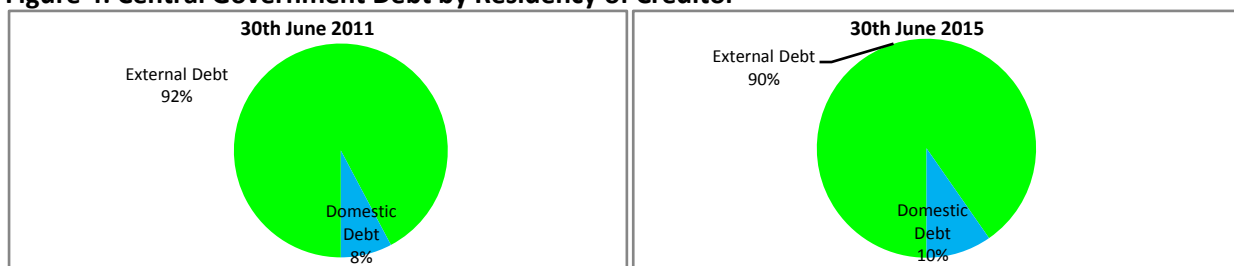 Figure 4: Central Government Debt by Residency of Creditor
30th June 2011
External Debt
92%
Domestic
Debt
8%
30th June 2015
External Debt
90%
Domestic
Debt
10%